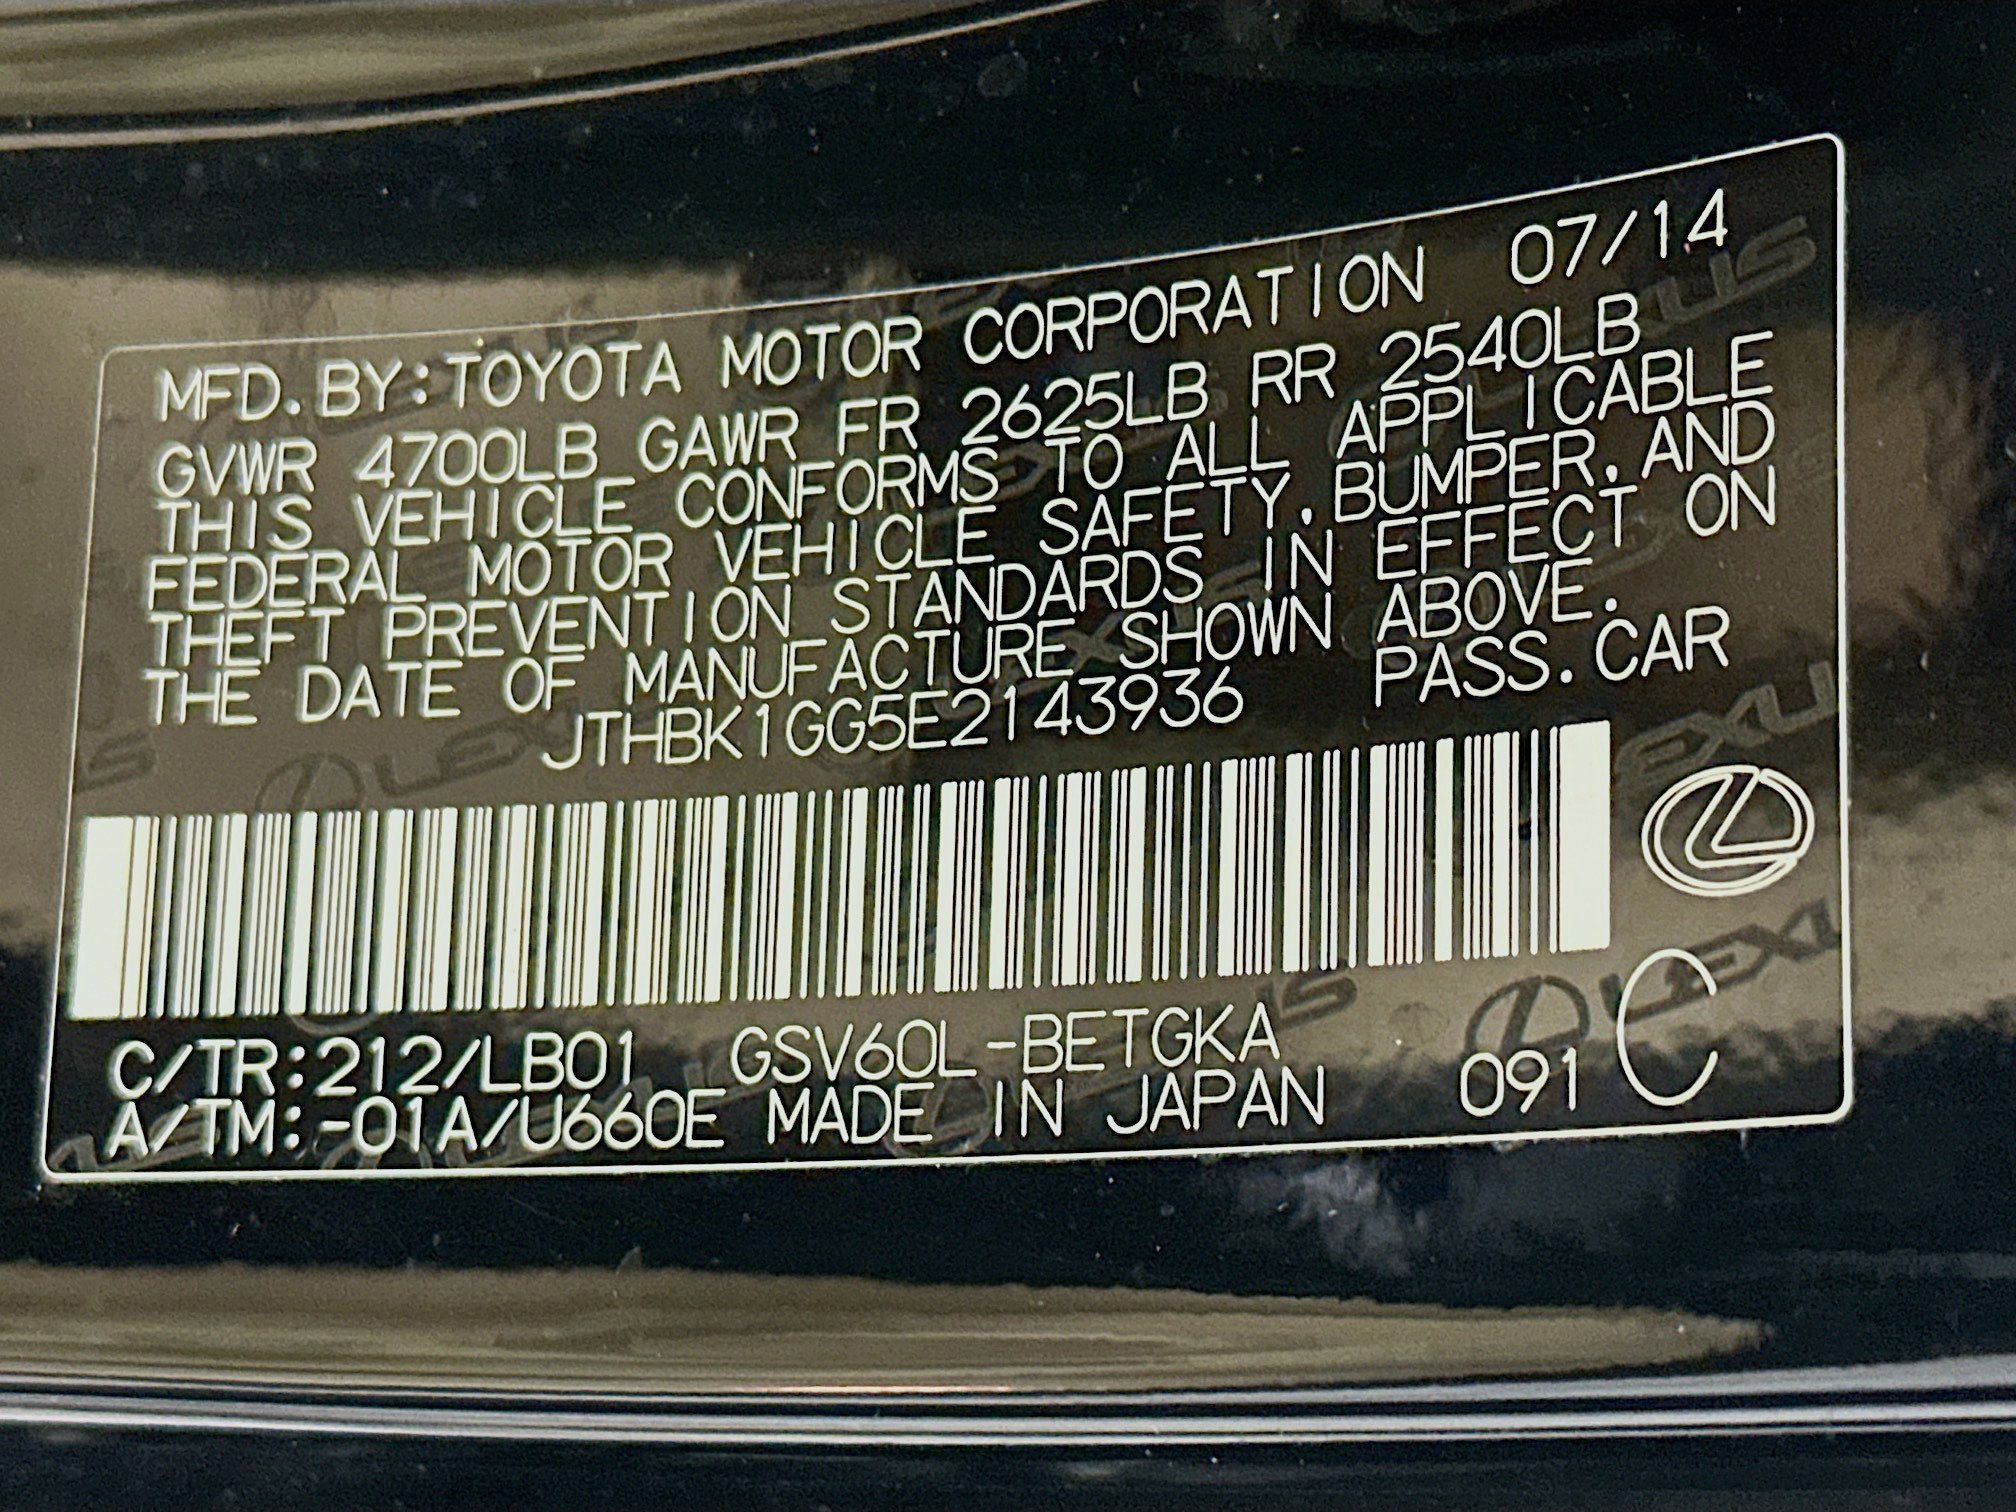 MFD.BY:TOYOTA MOTOR CORPORATION 07/14
GVWR 4700LB GAWR FR 2625LB RR 2540LB
THIS VEHICLE CONFORMS TO ALL APPLICABLE
FEDERAL MOTOR VEHICLE SAFETY,BUMPER,AND
THEFT PREVENTION STANDARDS IN EFFECT ON
THE DATE OF MANUFACTURE SHOWN ABOVE.
JTHBK1GG5E2143936 PASS.CAR
C/TR:212/LB01 GSV60L-BETGKA
A/TM:-01A/U660E MADE IN JAPAN 091 C